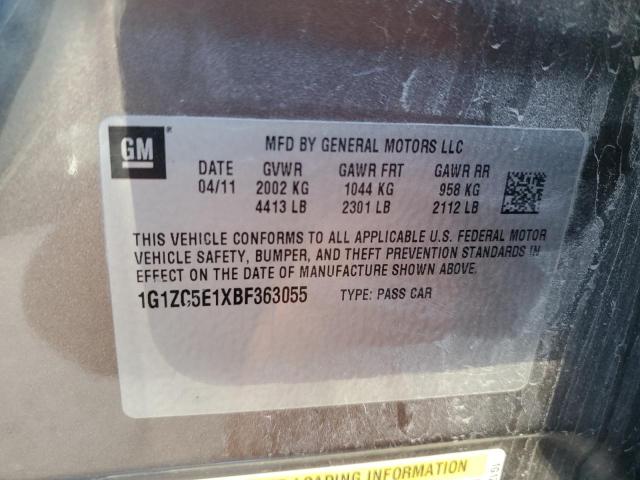 GM
MFD BY GENERAL MOTORS LLC
DATE GVWR GAWR FRT GAWR RR
04/11 2002 KG 1044 KG 958 KG
4413 LB 2301 LB 2112 LB
THIS VEHICLE CONFORMS TO ALL APPLICABLE U.S. FEDERAL MOTOR
VEHICLE SAFETY, BUMPER, AND THEFT PREVENTION STANDARDS IN
EFFECT ON THE DATE OF MANUFACTURE SHOWN ABOVE.
1G1ZC5E1XBF363055 TYPE: PASS CAR
LOADING INFORMATION